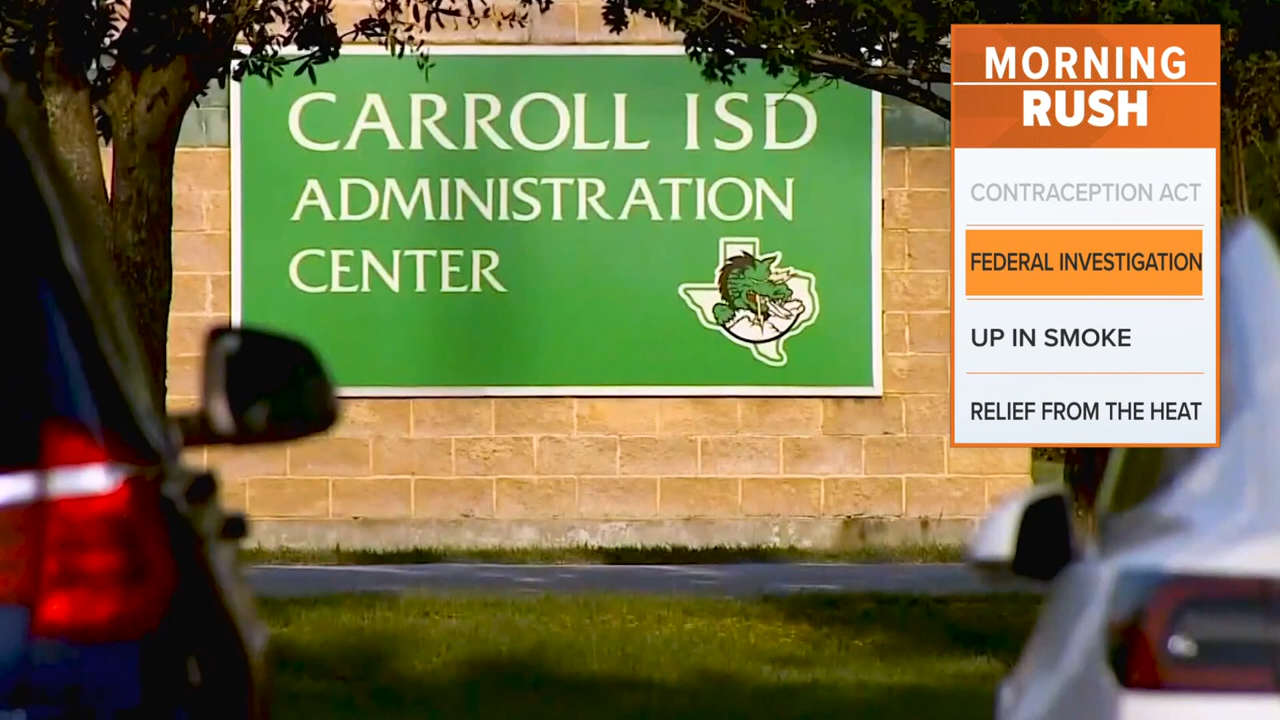 CARROLL ISD
ADMINISTRATION
CENTER
MORNING
RUSH
CONTRACEPTION ACT
FEDERAL INVESTIGATION
UP IN SMOKE
RELIEF FROM THE HEAT